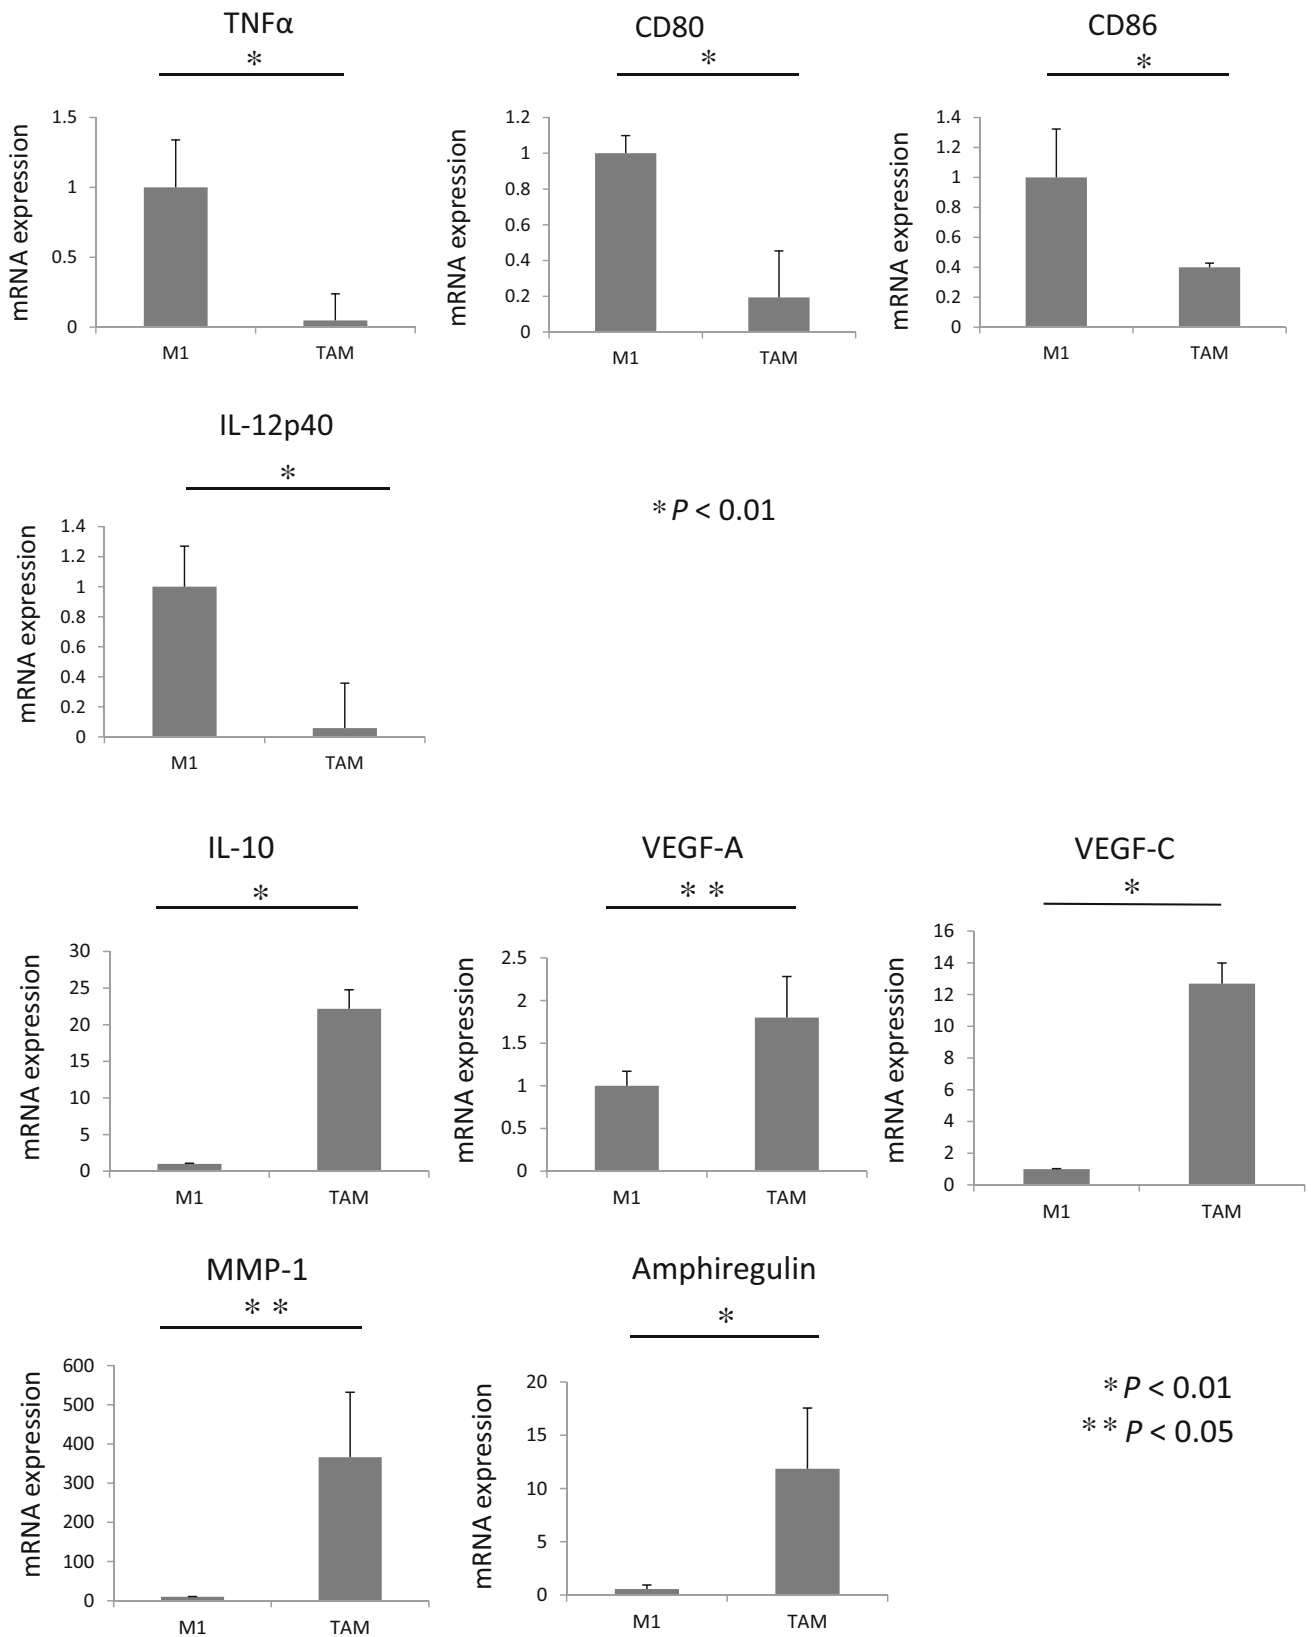 TNFα
*
mRNA expression
1.5
1
0.5
0
M1 TAM
CD80
*
mRNA expression
1.2
1
0.8
0.6
0.4
0.2
0
M1 TAM
CD86
*
mRNA expression
1.4
1.2
1
0.8
0.6
0.4
0.2
0
M1 TAM
IL-12p40
*
mRNA expression
1.4
1.2
1
0.8
0.6
0.4
0.2
0
M1 TAM
* P < 0.01
IL-10
*
mRNA expression
30
25
20
15
10
5
0
M1 TAM
VEGF-A
* *
mRNA expression
2.5
2
1.5
1
0.5
0
M1 TAM
VEGF-C
*
mRNA expression
16
14
12
10
8
6
4
2
0
M1 TAM
MMP-1
* *
mRNA expression
600
500
400
300
200
100
0
M1 TAM
Amphiregulin
*
mRNA expression
20
15
10
5
0
M1 TAM
* P < 0.01
* * P < 0.05